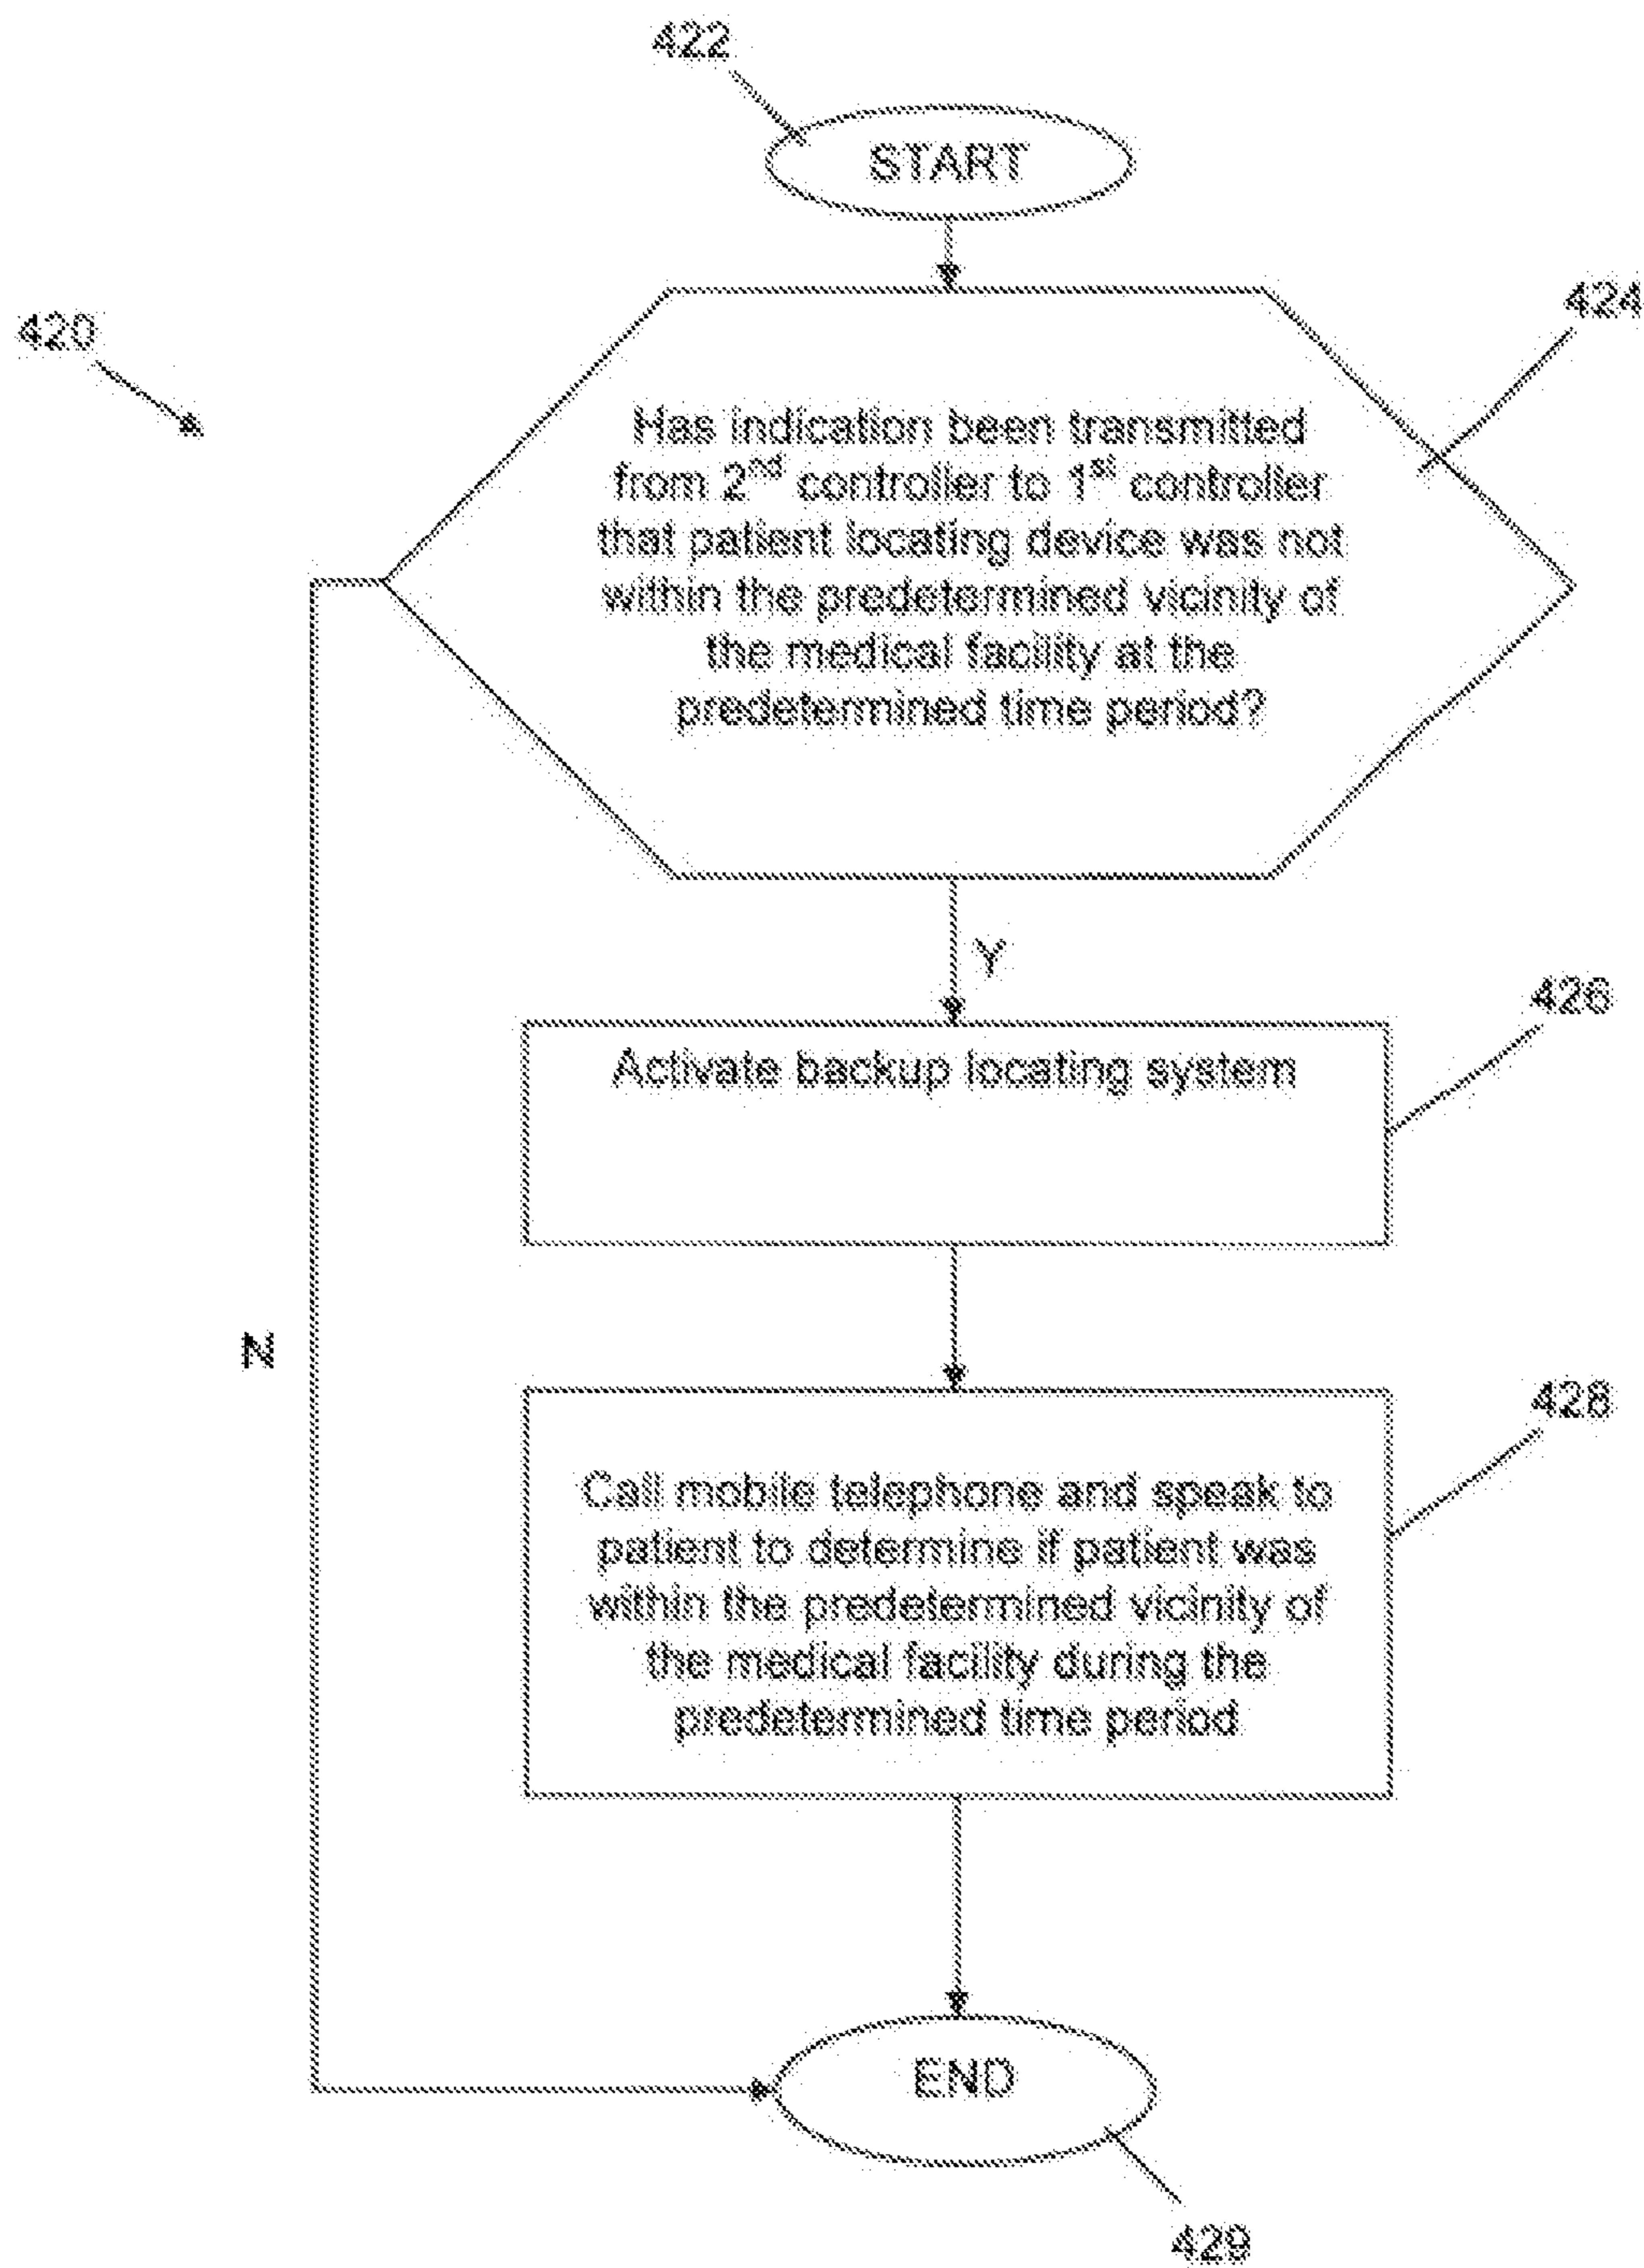 422
START
420
424
Has indication been transmitted
from 2nd controller to 1st controller
that patient locating device was not
within the predetermined vicinity of
the medical facility at the
predetermined time period?
Y
426
Activate backup locating system
N
428
Call mobile telephone and speak to
patient to determine if patient was
within the predetermined vicinity of
the medical facility during the
predetermined time period
END
429